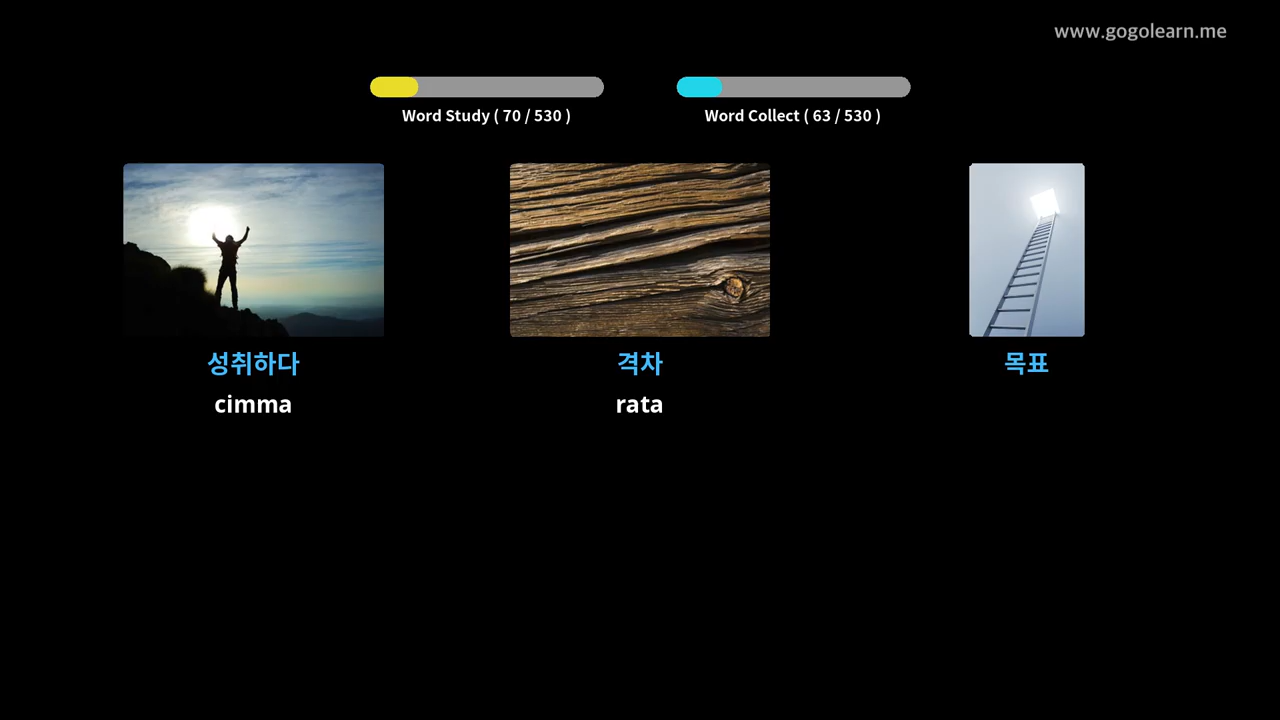 www.gogolearn.me
Word Study ( 70 / 530 )
Word Collect ( 63 / 530 )
성취하다
cimma
격차
rata
목표